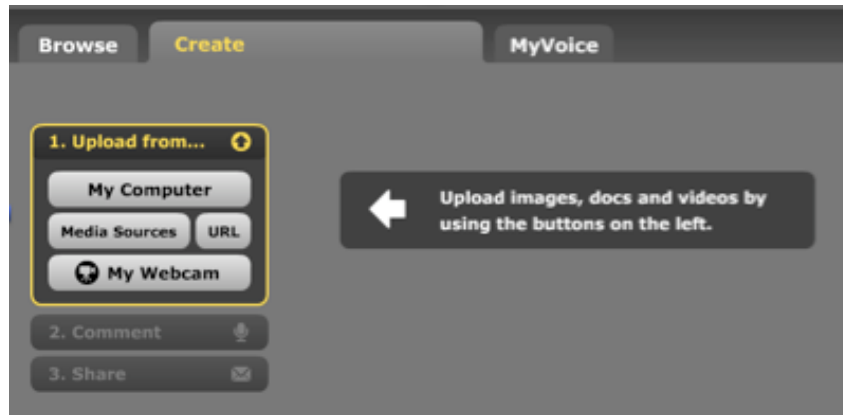 Browse Create MyVoice
1. Upload from...
My Computer
Media Sources URL
My Webcam
Upload images, docs and videos by
using the buttons on the left.
2. Comment
3. Share